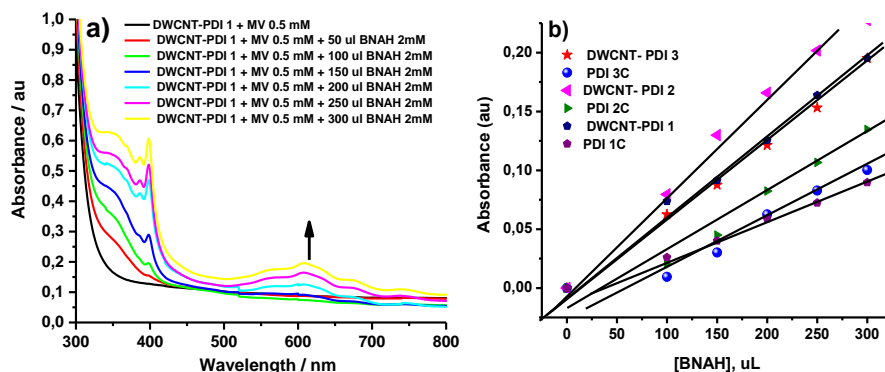 a)
DWCNT-PDI 1 + MV 0.5 mM
DWCNT-PDI 1 + MV 0.5 mM + 50 ul BNAH 2mM
DWCNT-PDI 1 + MV 0.5 mM + 100 ul BNAH 2mM
DWCNT-PDI 1 + MV 0.5 mM + 150 ul BNAH 2mM
DWCNT-PDI 1 + MV 0.5 mM + 200 ul BNAH 2mM
DWCNT-PDI 1 + MV 0.5 mM + 250 ul BNAH 2mM
DWCNT-PDI 1 + MV 0.5 mM + 300 ul BNAH 2mM
Absorbance / au
1,0
0,9
0,8
0,7
0,6
0,5
0,4
0,3
0,2
0,1
0,0
300 400 500 600 700 800
Wavelength / nm
b)
DWCNT- PDI 3
PDI 3C
DWCNT- PDI 2
PDI 2C
DWCNT-PDI 1
PDI 1C
Absorbance (au)
0,20
0,15
0,10
0,05
0,00
0 50 100 150 200 250 300
[BNAH], uL